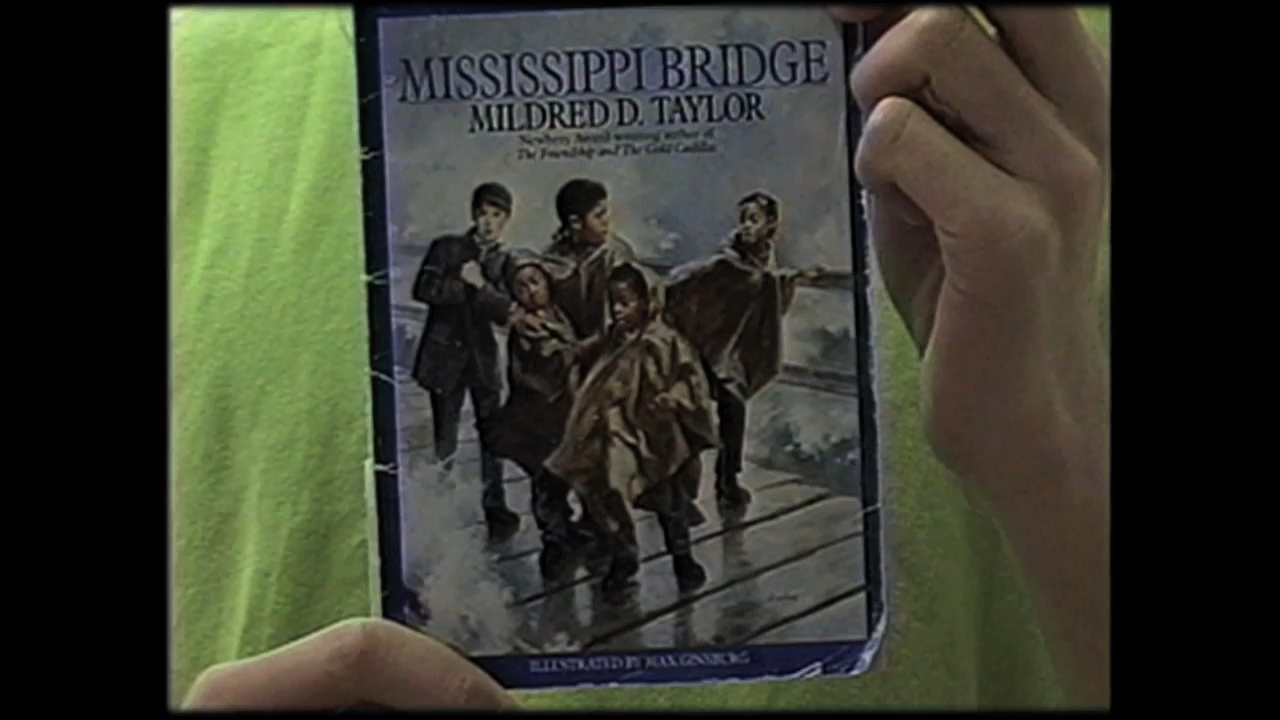 MISSISSIPPI BRIDGE
MILDRED D. TAYLOR
Newbery Award-winning author of
The Friendship and The Gold Cadillac
ILLUSTRATED BY MAX GINSBURG